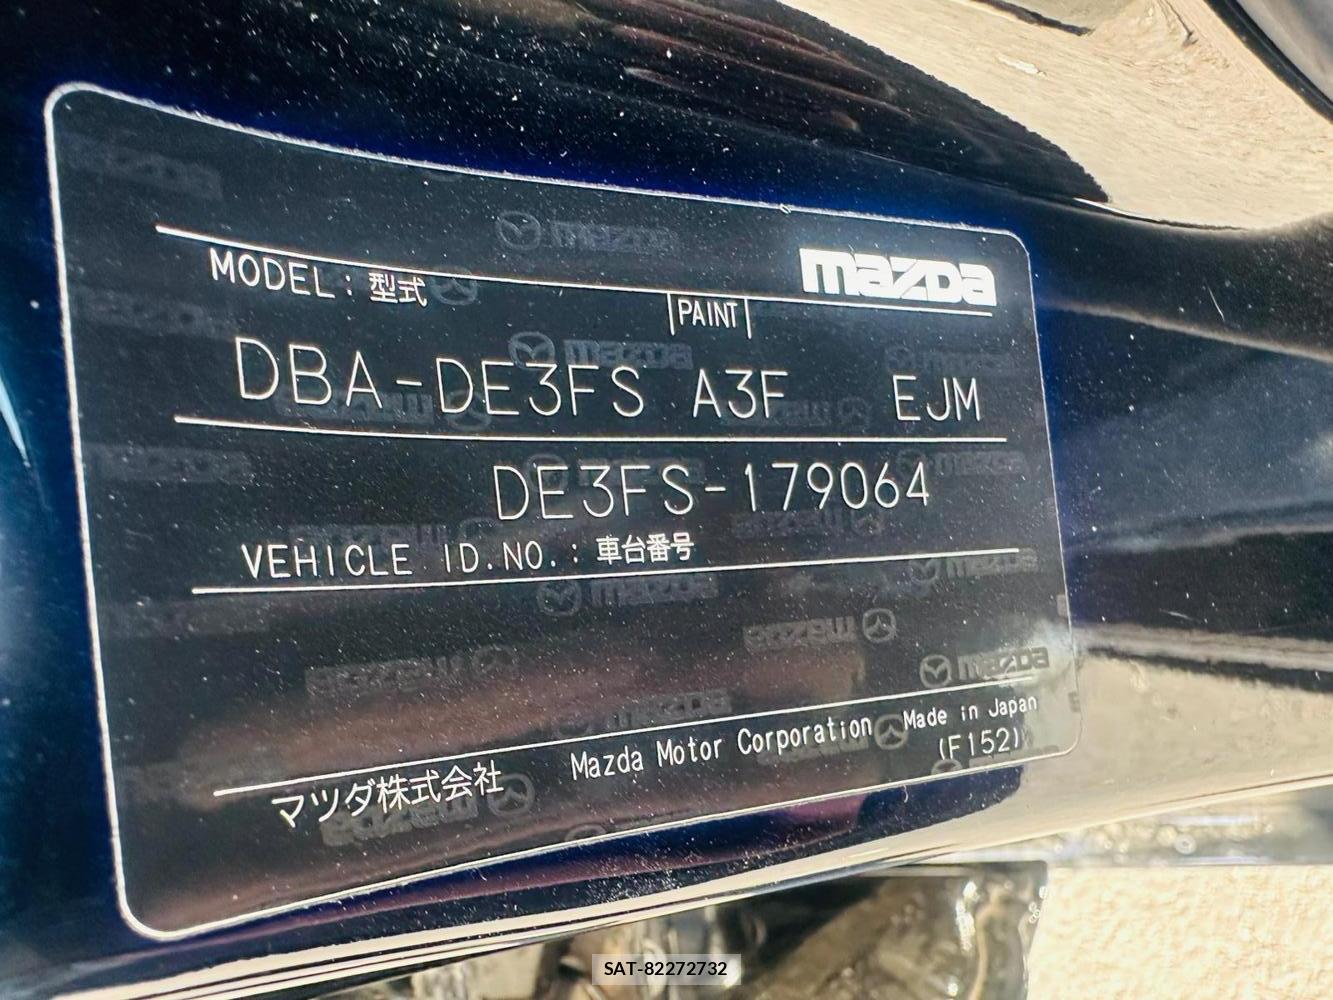 mazda
MODEL: 型式
PAINT
DBA-DE3FS A3F EJM
DE3FS-179064
VEHICLE ID.NO.: 車台番号
マツダ株式会社 Mazda Motor Corporation Made in Japan
(F152)
SAT-82272732